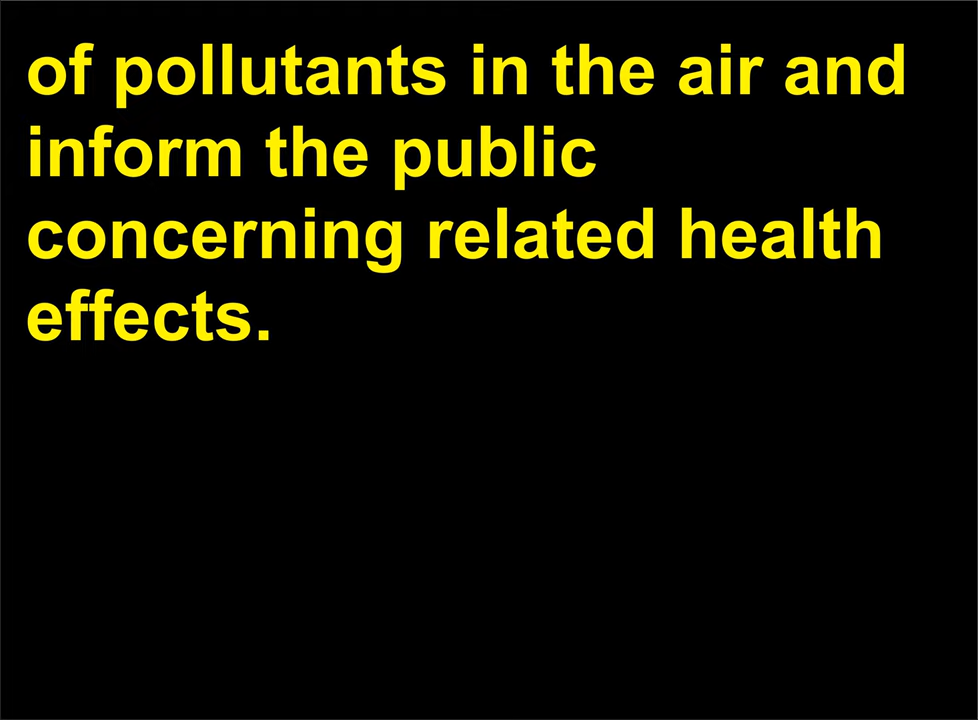 of pollutants in the air and
inform the public
concerning related health
effects.